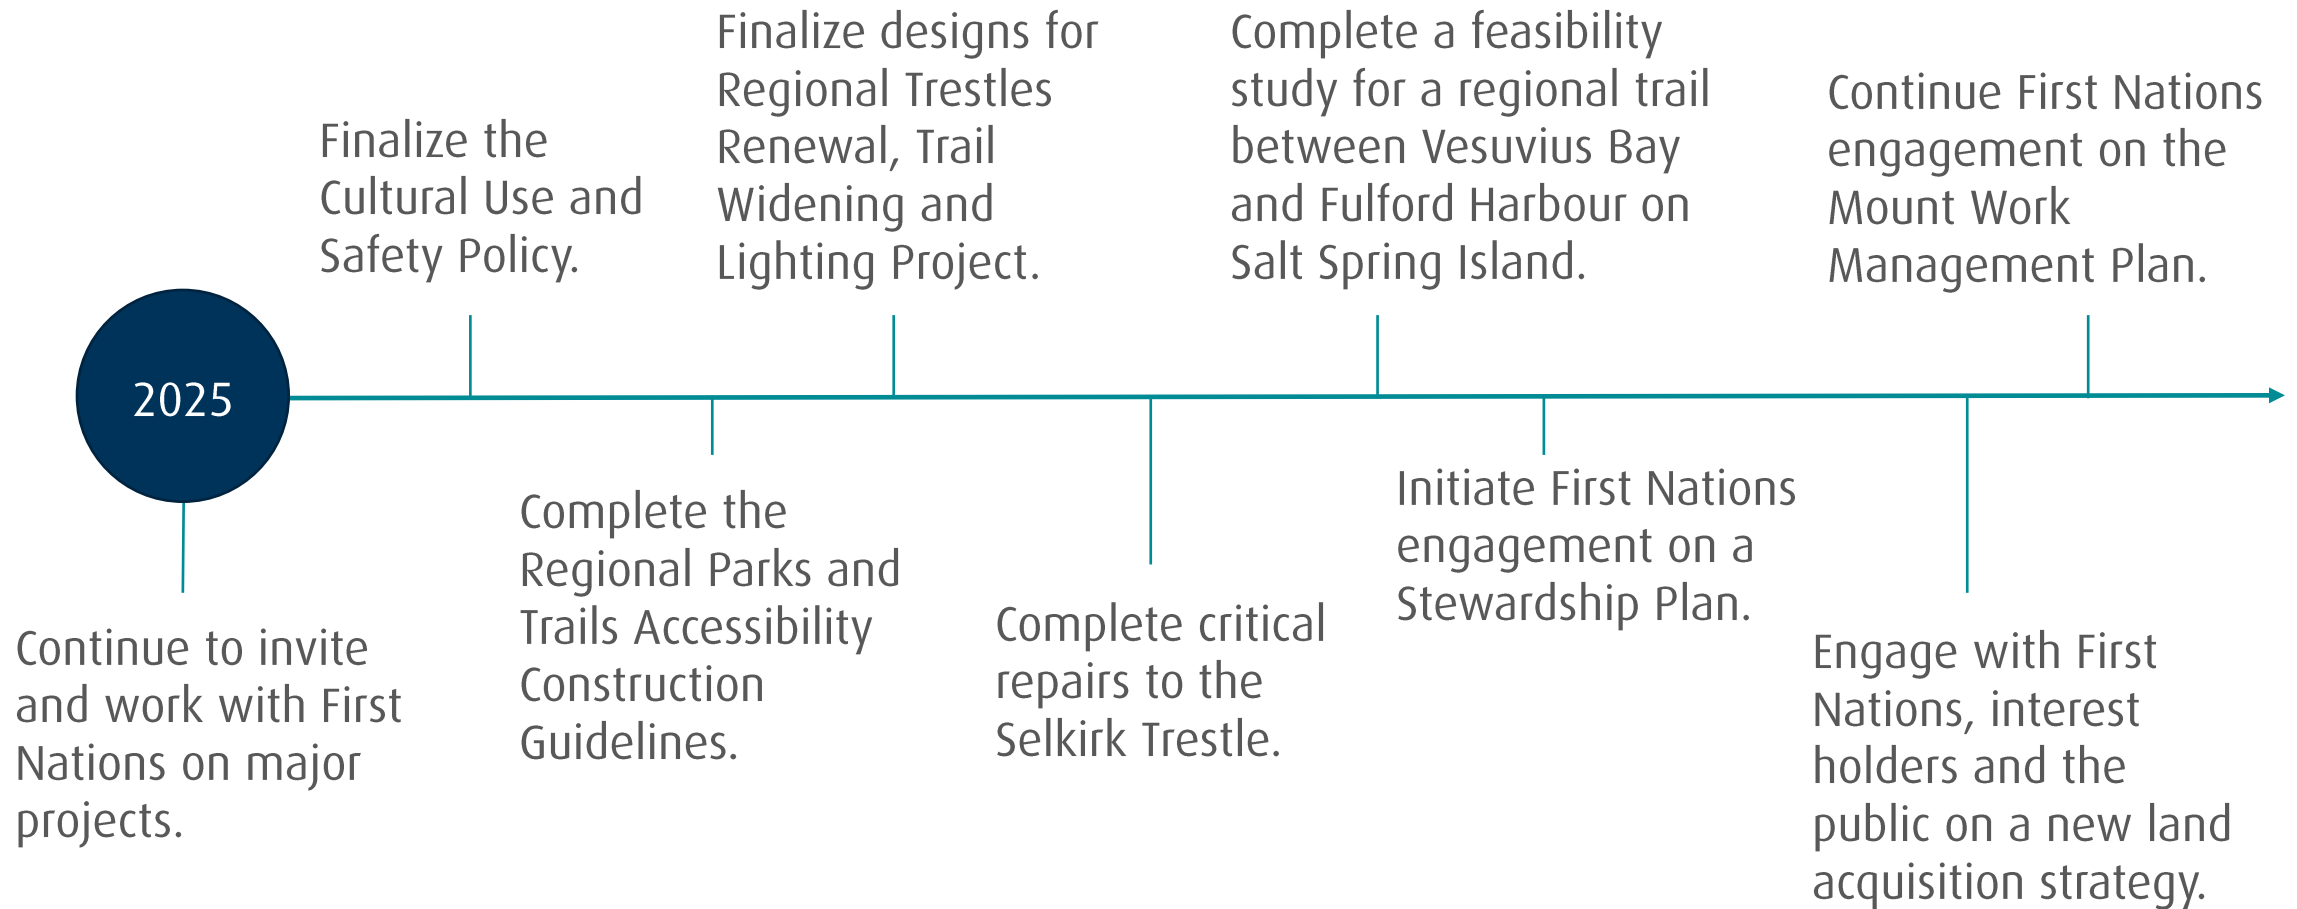 2025
Continue to invite
and work with First
Nations on major
projects.
Finalize the
Cultural Use and
Safety Policy.
Complete the
Regional Parks and
Trails Accessibility
Construction
Guidelines.
Finalize designs for
Regional Trestles
Renewal, Trail
Widening and
Lighting Project.
Complete critical
repairs to the
Selkirk Trestle.
Complete a feasibility
study for a regional trail
between Vesuvius Bay
and Fulford Harbour on
Salt Spring Island.
Initiate First Nations
engagement on a
Stewardship Plan.
Engage with First
Nations, interest
holders and the
public on a new land
acquisition strategy.
Continue First Nations
engagement on the
Mount Work
Management Plan.